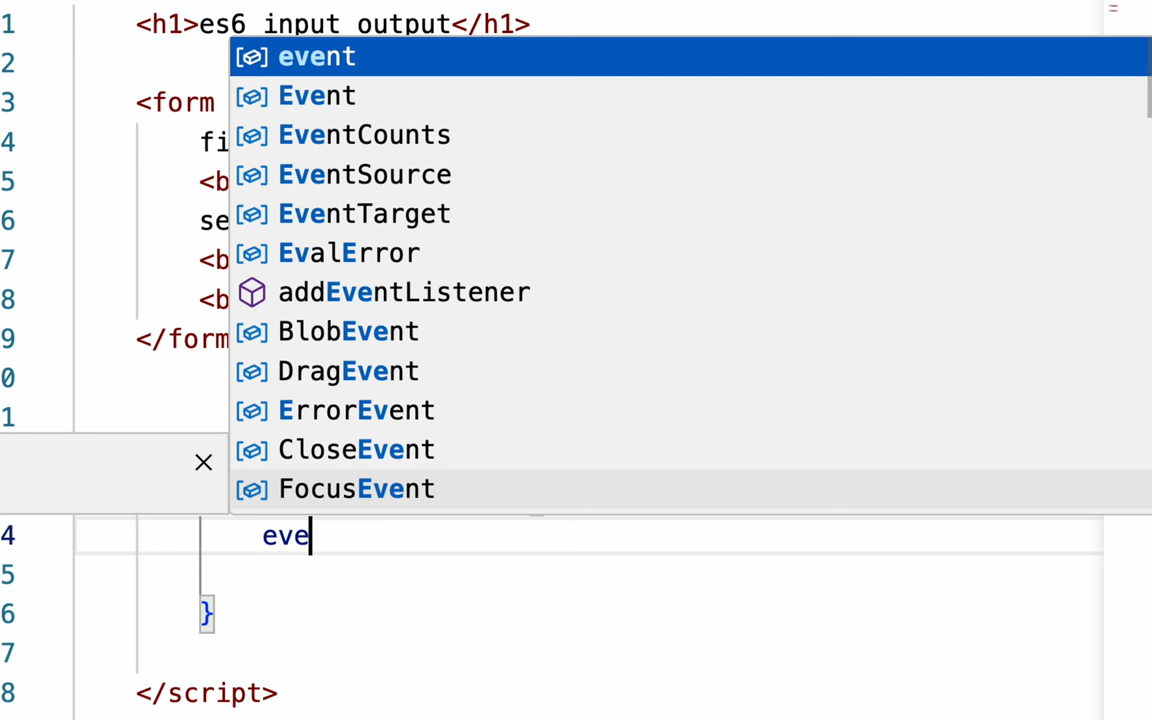 1 <h1>es6 input output</h1>
2 event
Event
3 <form
4 fi EventCounts
5 <b EventSource
6 se EventTarget
7 <b EvalError
8 <b addEventListener
9 </form BlobEvent
0 DragEvent
1 ErrorEvent
CloseEvent
FocusEvent
4 eve
5
6 }
7
8 </script>